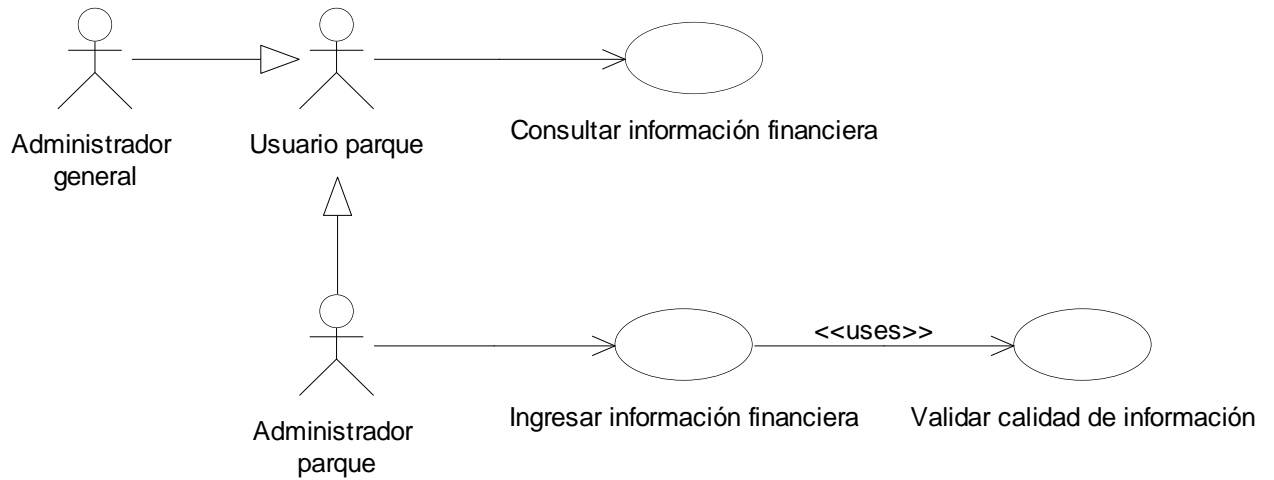 Administrador
general
Usuario parque
Consultar información financiera
<<uses>>
Administrador
parque
Ingresar información financiera
Validar calidad de información